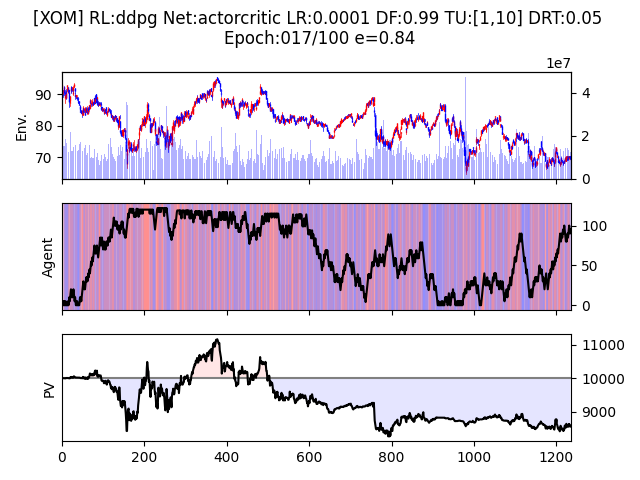 [XOM] RL:ddpg Net:actorcritic LR:0.0001 DF:0.99 TU:[1,10] DRT:0.05
Epoch:017/100 e=0.84
1e7
Env.
90
80
70
4
2
0
Agent
100
50
0
PV
11000
10000
9000
0 200 400 600 800 1000 1200